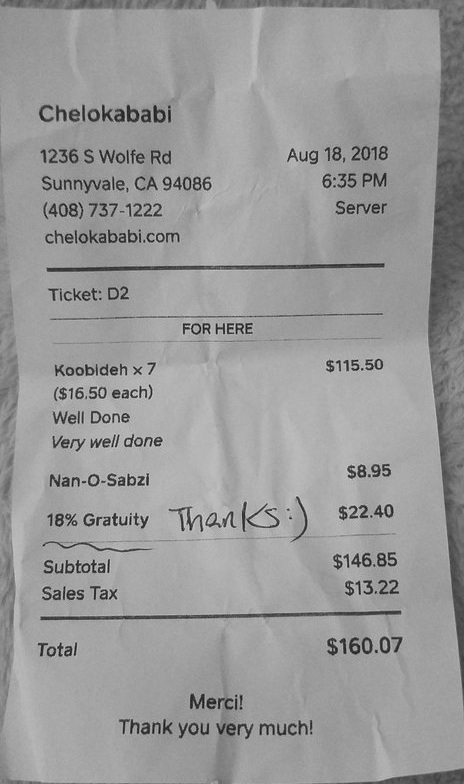 Chelokababi
1236 S Wolfe Rd Aug 18, 2018
Sunnyvale, CA 94086 6:35 PM
(408) 737-1222 Server
chelokababi.com
Ticket: D2
FOR HERE
Koobideh x 7 $115.50
($16.50 each)
Well Done
Very well done
Nan-O-Sabzi $8.95
18% Gratuity Thanks:) $22.40
Subtotal $146.85
Sales Tax $13.22
Total $160.07
Merci!
Thank you very much!